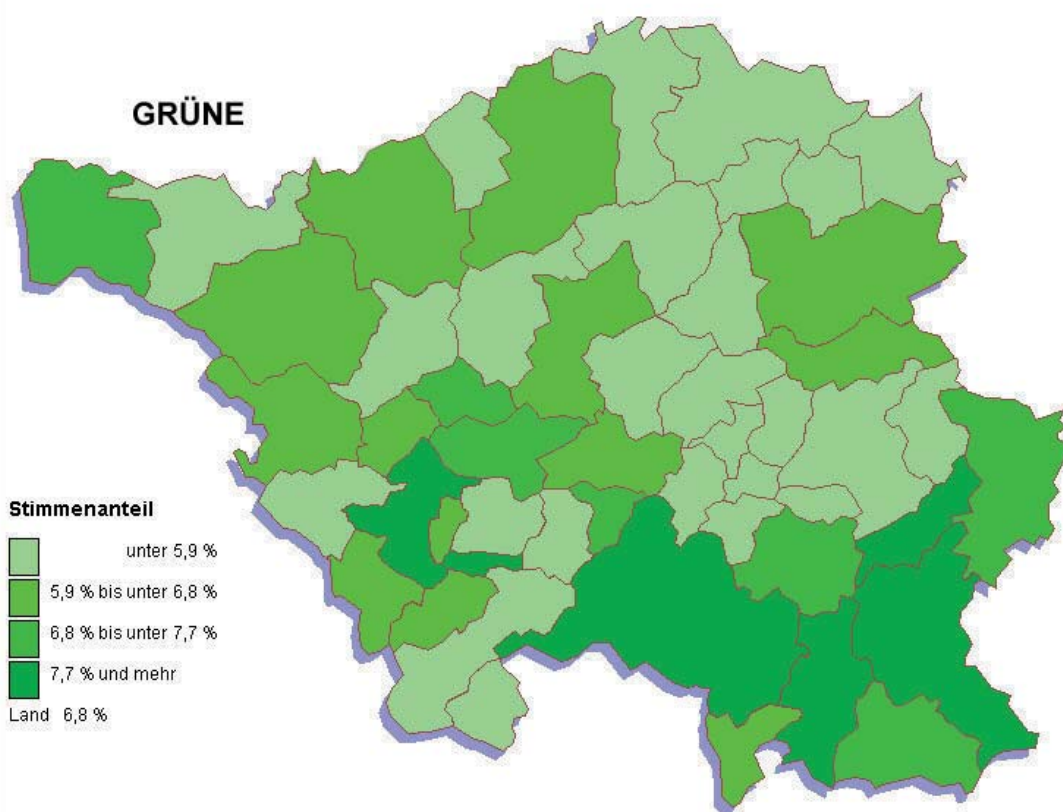 GRÜNE
Stimmenanteil
unter 5,9 %
5,9 % bis unter 6,8 %
6,8 % bis unter 7,7 %
7,7 % und mehr
Land 6,8 %